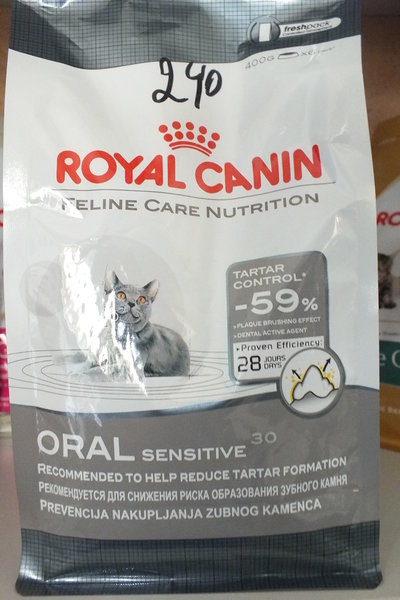 freshpack
400G
240
ROYAL CANIN
FELINE CARE NUTRITION
TARTAR
CONTROL*
-59%
PLAQUE BRUSHING EFFECT
DENTAL ACTIVE AGENT
Proven Efficiency:
28 JOURS
DAYS
ORAL SENSITIVE 30
RECOMMENDED TO HELP REDUCE TARTAR FORMATION
РЕКОМЕНДУЕТСЯ ДЛЯ СНИЖЕНИЯ РИСКА ОБРАЗОВАНИЯ ЗУБНОГО КАМНЯ
PREVENCIJA NAKUPLJANJA ZUBNOG KAMENCA